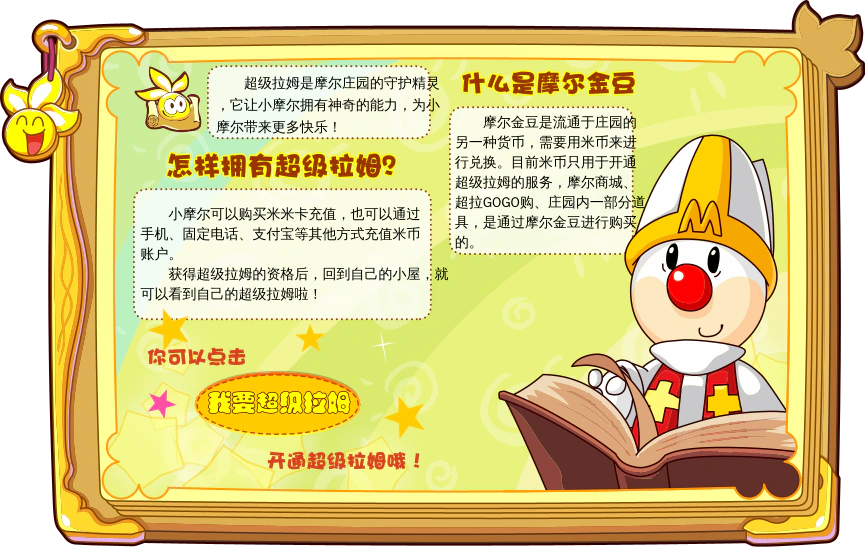 超级拉姆是摩尔庄园的守护精灵
，它让小摩尔拥有神奇的能力，为小
摩尔带来更多快乐！
怎样拥有超级拉姆?
小摩尔可以购买米米卡充值，也可以通过
手机、固定电话、支付宝等其他方式充值米币
账户。
获得超级拉姆的资格后，回到自己的小屋，就
可以看到自己的超级拉姆啦！
你可以点击
我要超级拉姆
开通超级拉姆哦！
什么是摩尔金豆
摩尔金豆是流通于庄园的
另一种货币，需要用米币来进
行兑换。目前米币只用于开通
超级拉姆的服务，摩尔商城、
超拉GOGO购、庄园内一部分道
具，是通过摩尔金豆进行购买
的。
M